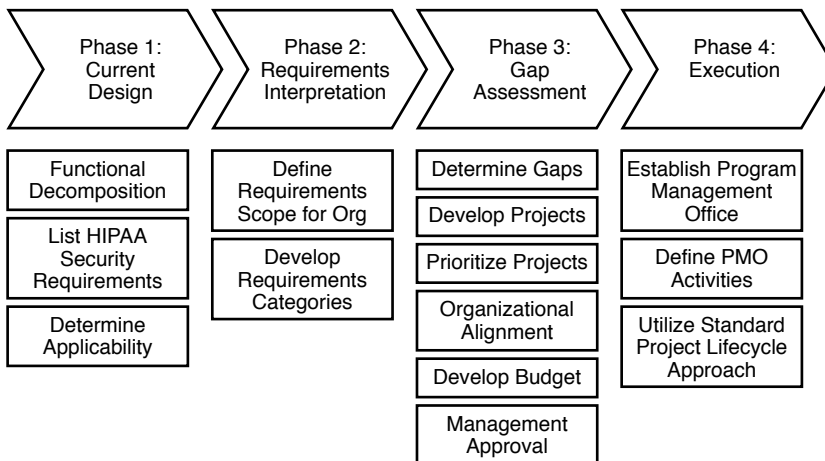 Phase 1:
Current
Design
Phase 2:
Requirements
Interpretation
Phase 3:
Gap
Assessment
Phase 4:
Execution
Functional
Decomposition
List HIPAA
Security
Requirements
Determine
Applicability
Define
Requirements
Scope for Org
Develop
Requirements
Categories
Determine Gaps
Develop Projects
Prioritize Projects
Organizational
Alignment
Develop Budget
Management
Approval
Establish Program
Management
Office
Define PMO
Activities
Utilize Standard
Project Lifecycle
Approach